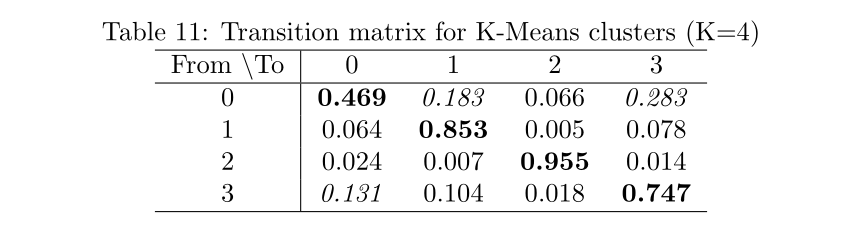 Table 11: Transition matrix for K-Means clusters (K=4)
From \To 0 1 2 3
0 0.469 0.183 0.066 0.283
1 0.064 0.853 0.005 0.078
2 0.024 0.007 0.955 0.014
3 0.131 0.104 0.018 0.747